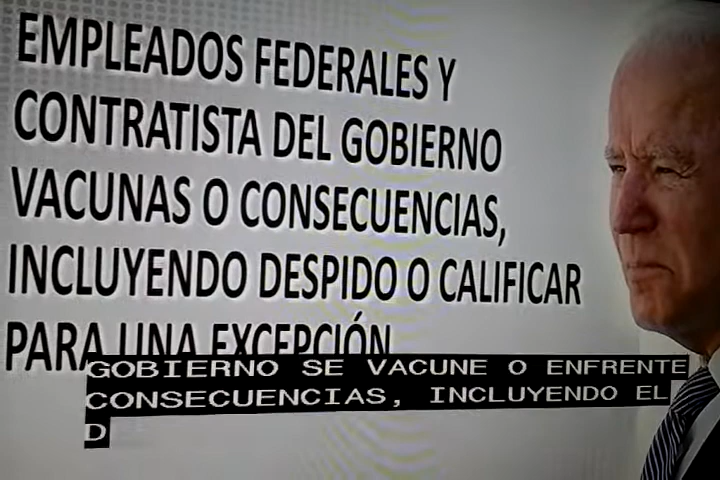 EMPLEADOS FEDERALES Y
CONTRATISTA DEL GOBIERNO
VACUNAS O CONSECUENCIAS,
INCLUYENDO DESPIDO O CALIFICAR
PARA UNA EXCEPCIÓN
GOBIERNO SE VACUNE O ENFRENTE
CONSECUENCIAS, INCLUYENDO EL
D